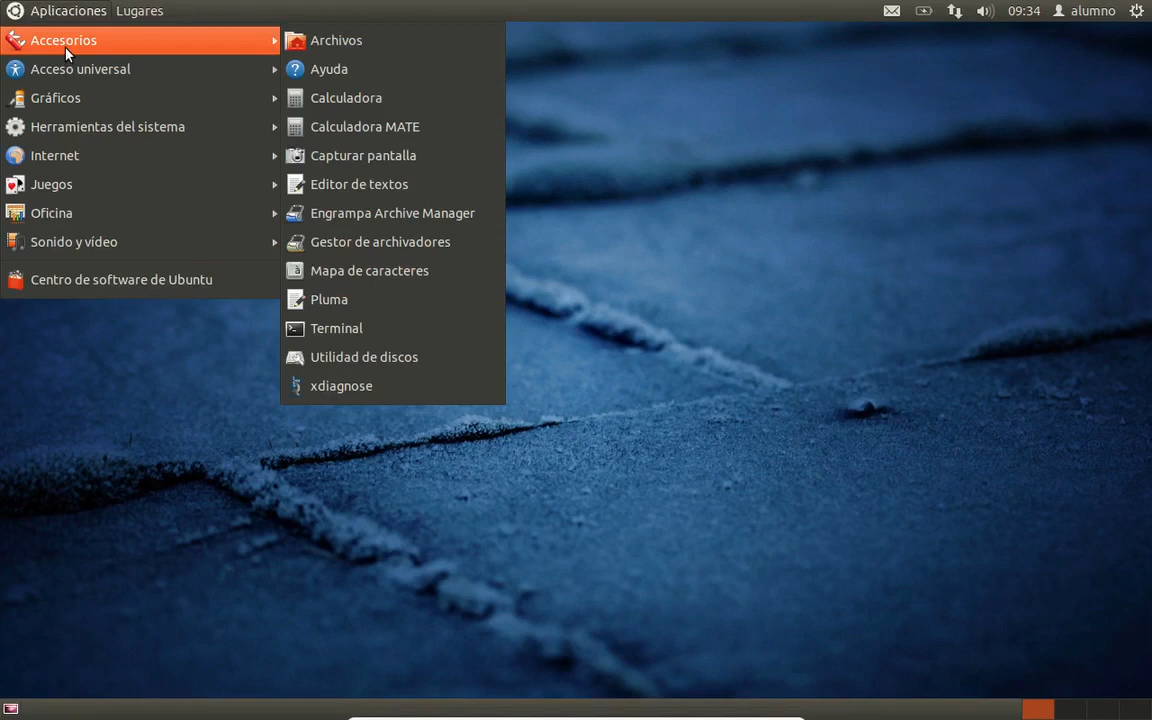 Aplicaciones Lugares 09:34 alumno
Accesorios
Acceso universal
Gráficos
Herramientas del sistema
Internet
Juegos
Oficina
Sonido y vídeo
Centro de software de Ubuntu
Archivos
Ayuda
Calculadora
Calculadora MATE
Capturar pantalla
Editor de textos
Engrampa Archive Manager
Gestor de archivadores
Mapa de caracteres
Pluma
Terminal
Utilidad de discos
xdiagnose